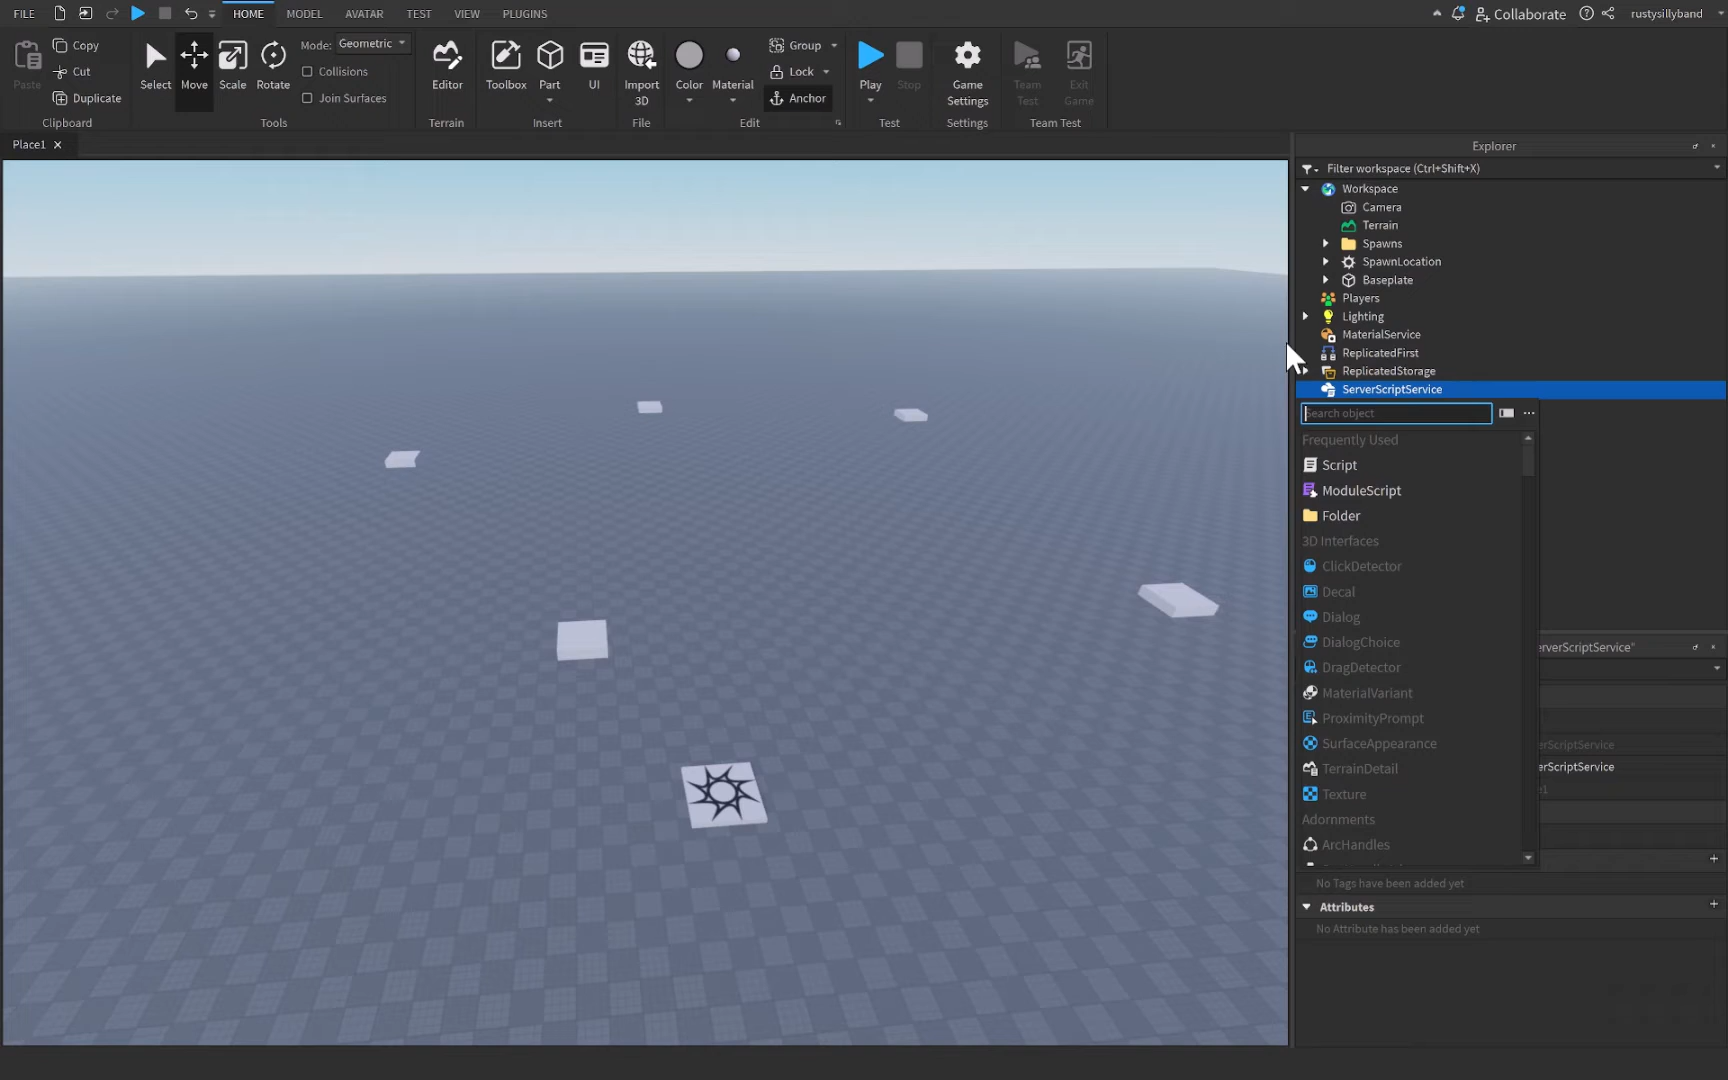 FILE
HOME
MODEL
AVATAR
TEST
VIEW
PLUGINS
Collaborate
rustysillyband
Paste
Copy
Cut
Duplicate
Clipboard
Select
Move
Scale
Rotate
Mode: Geometric
Collisions
Join Surfaces
Tools
Editor
Terrain
Toolbox
Part
UI
Insert
Import
3D
File
Color
Material
Group
Lock
Anchor
Edit
Play
Stop
Test
Game
Settings
Settings
Team
Test
Exit
Game
Team Test
Place1
Explorer
Filter workspace (Ctrl+Shift+X)
Workspace
Camera
Terrain
Spawns
SpawnLocation
Baseplate
Players
Lighting
MaterialService
ReplicatedFirst
ReplicatedStorage
ServerScriptService
Search object
Frequently Used
Script
ModuleScript
Folder
3D Interfaces
ClickDetector
Decal
Dialog
DialogChoice
DragDetector
MaterialVariant
ProximityPrompt
SurfaceAppearance
TerrainDetail
Texture
Adornments
ArcHandles
erverScriptService"
erScriptService
erScriptService
e1
No Tags have been added yet
Attributes
No Attribute has been added yet